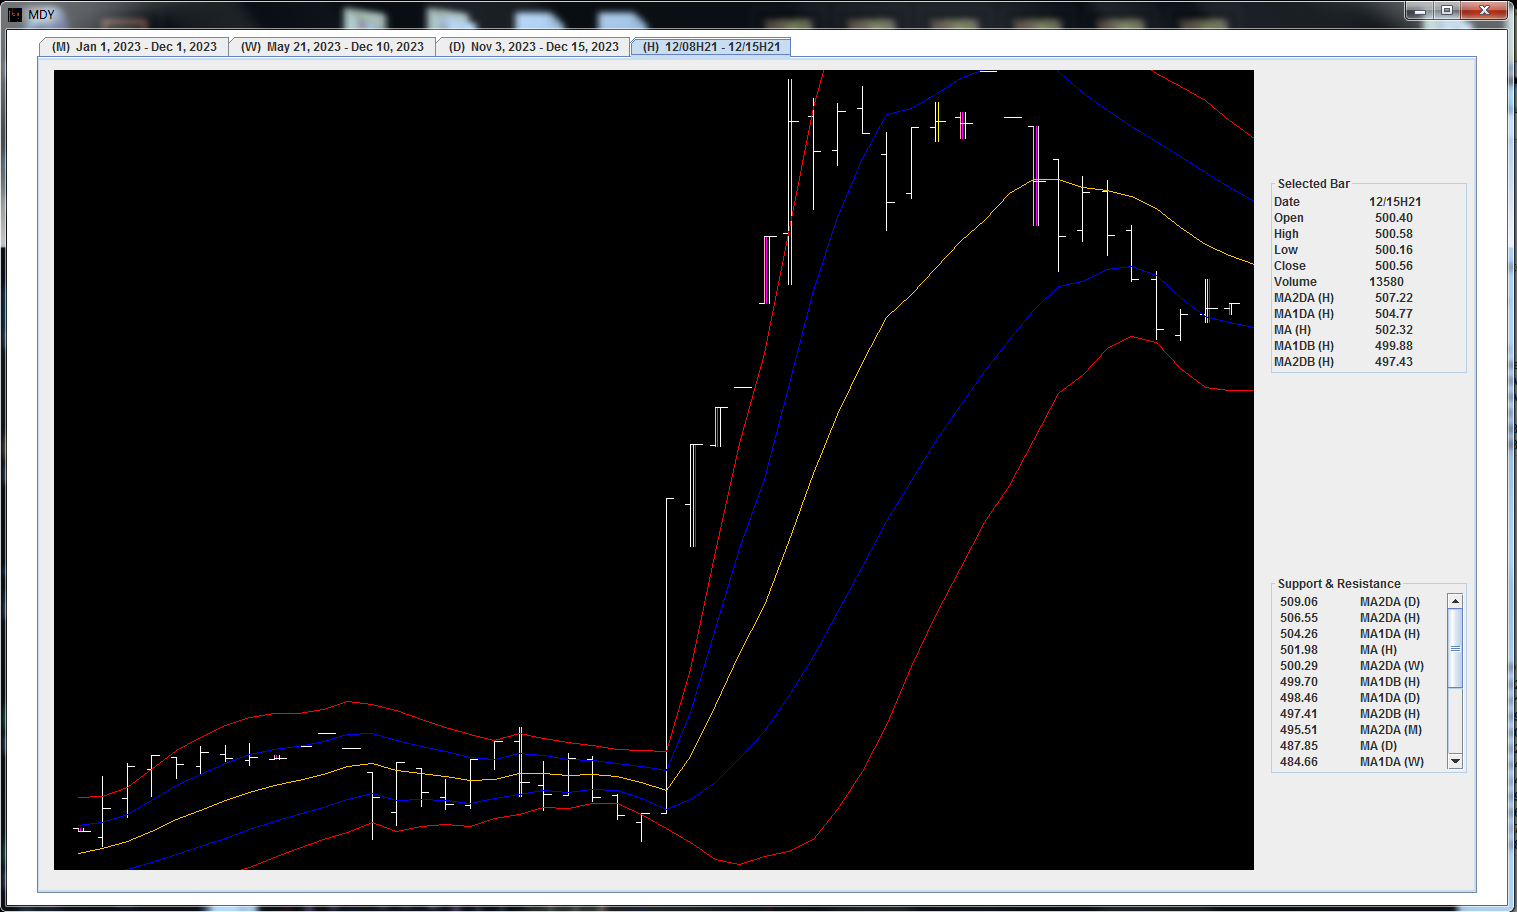 MDY
(M) Jan 1, 2023 - Dec 1, 2023 (W) May 21, 2023 - Dec 10, 2023 (D) Nov 3, 2023 - Dec 15, 2023 (H) 12/08H21 - 12/15H21
Selected Bar
Date 12/15H21
Open 500.40
High 500.58
Low 500.16
Close 500.56
Volume 13580
MA2DA (H) 507.22
MA1DA (H) 504.77
MA (H) 502.32
MA1DB (H) 499.88
MA2DB (H) 497.43
Support & Resistance
509.06 MA2DA (D)
506.55 MA2DA (H)
504.26 MA1DA (H)
501.98 MA (H)
500.29 MA2DA (W)
499.70 MA1DB (H)
498.46 MA1DA (D)
497.41 MA2DB (H)
495.51 MA2DA (M)
487.85 MA (D)
484.66 MA1DA (W)